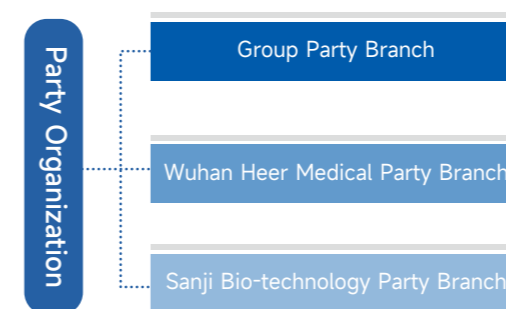 Party Organization
Group Party Branch
Wuhan Heer Medical Party Branch
Sanji Bio-technology Party Branch